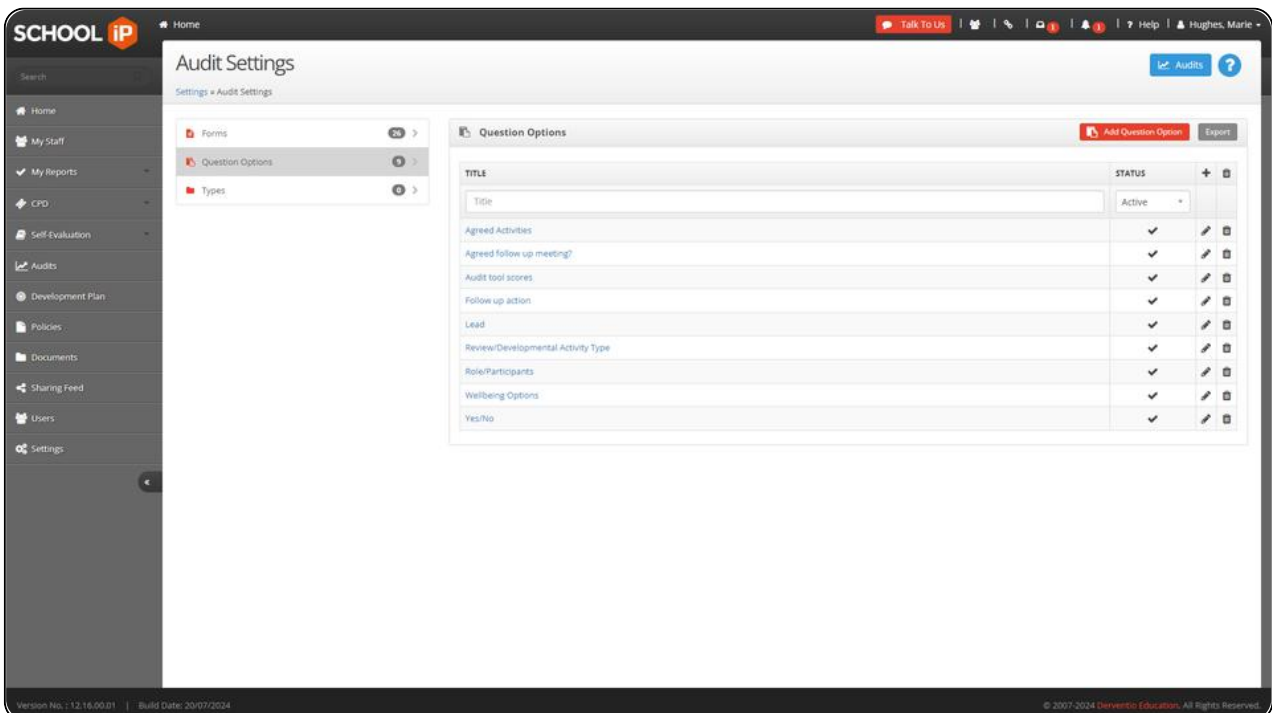 SCHOOL iP
Home
Talk To Us | | | 1 | 1 | ? Help | Hughes, Marie
Search
Home
My Staff
My Reports
CPD
Self-Evaluation
Audits
Development Plan
Policies
Documents
Sharing Feed
Users
Settings
Audit Settings
Audits ?
Settings » Audit Settings
Forms 26
Question Options 9
Types 0
Question Options
Add Question Option Export
TITLE STATUS
Title Active
Agreed Activities
Agreed follow up meeting?
Audit tool scores
Follow up action
Lead
Review/Developmental Activity Type
Role/Participants
Wellbeing Options
Yes/No
Version No. : 12.16.00.01 | Build Date: 20/07/2024
© 2007-2024 Derventio Education. All Rights Reserved.